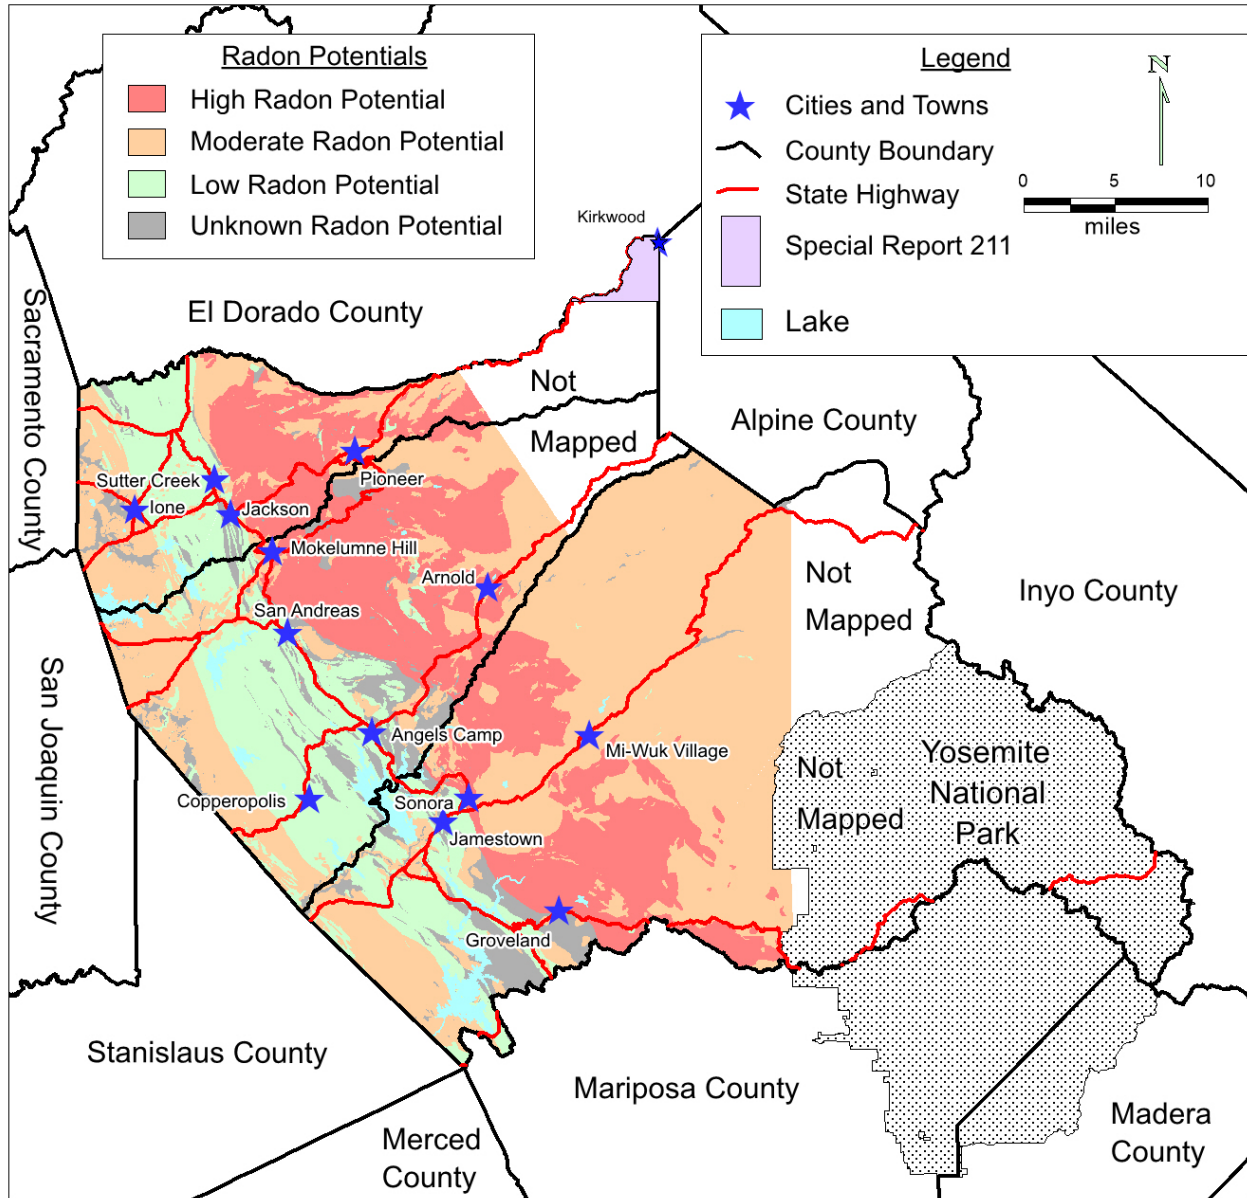 Radon Potentials
High Radon Potential
Moderate Radon Potential
Low Radon Potential
Unknown Radon Potential
Legend
N
Cities and Towns
County Boundary
State Highway
0 5 10
miles
Special Report 211
Lake
Kirkwood
El Dorado County
Sacramento County
Not
Mapped
Alpine County
Sutter Creek
Pioneer
Ione
Jackson
Mokelumne Hill
Arnold
San Andreas
Not
Mapped
Inyo County
San Joaquin County
Angels Camp
Mi-Wuk Village
Copperopolis
Sonora
Jamestown
Not
Mapped
Yosemite
National
Park
Groveland
Stanislaus County
Mariposa County
Merced
County
Madera
County